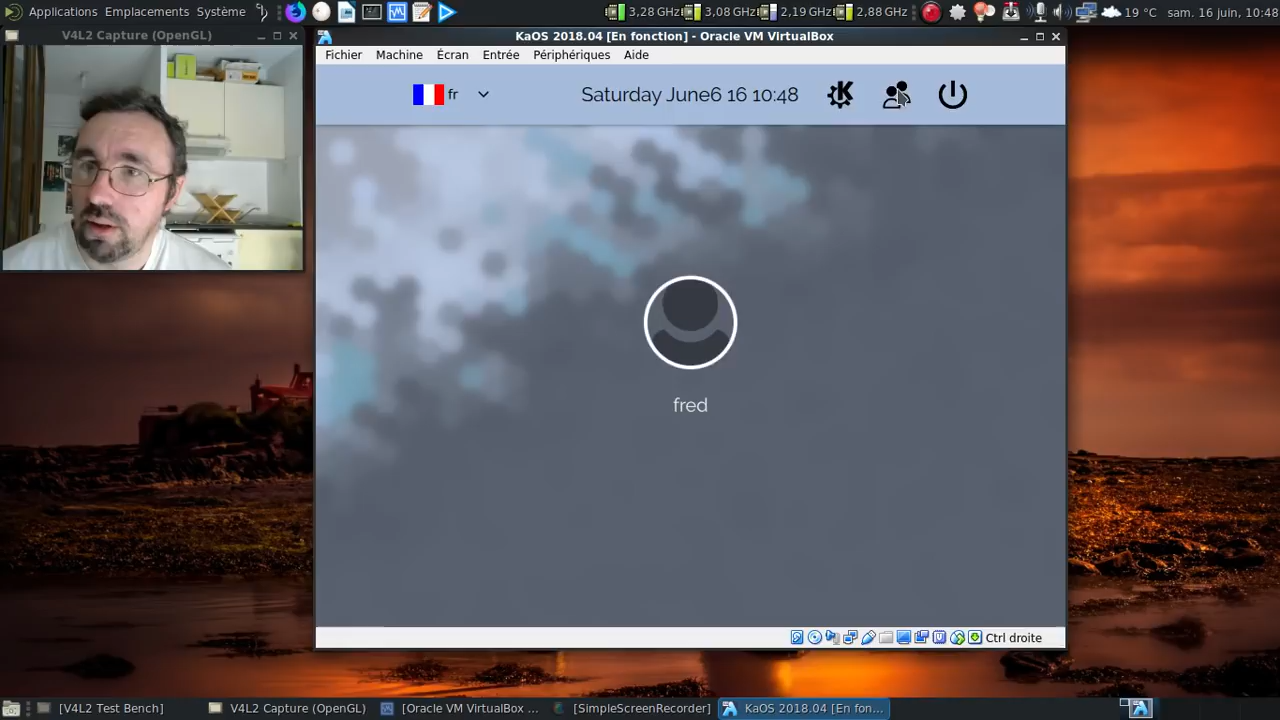 Applications Emplacements Système
3,28 GHz 3,08 GHz 2,19 GHz 2,88 GHz
19 °C sam. 16 juin, 10:48
V4L2 Capture (OpenGL)
KaOS 2018.04 [En fonction] - Oracle VM VirtualBox
Fichier Machine Écran Entrée Périphériques Aide
fr
Saturday June6 16 10:48
fred
Ctrl droite
[V4L2 Test Bench]
V4L2 Capture (OpenGL)
[Oracle VM VirtualBox ...
[SimpleScreenRecorder]
KaOS 2018.04 [En fon...